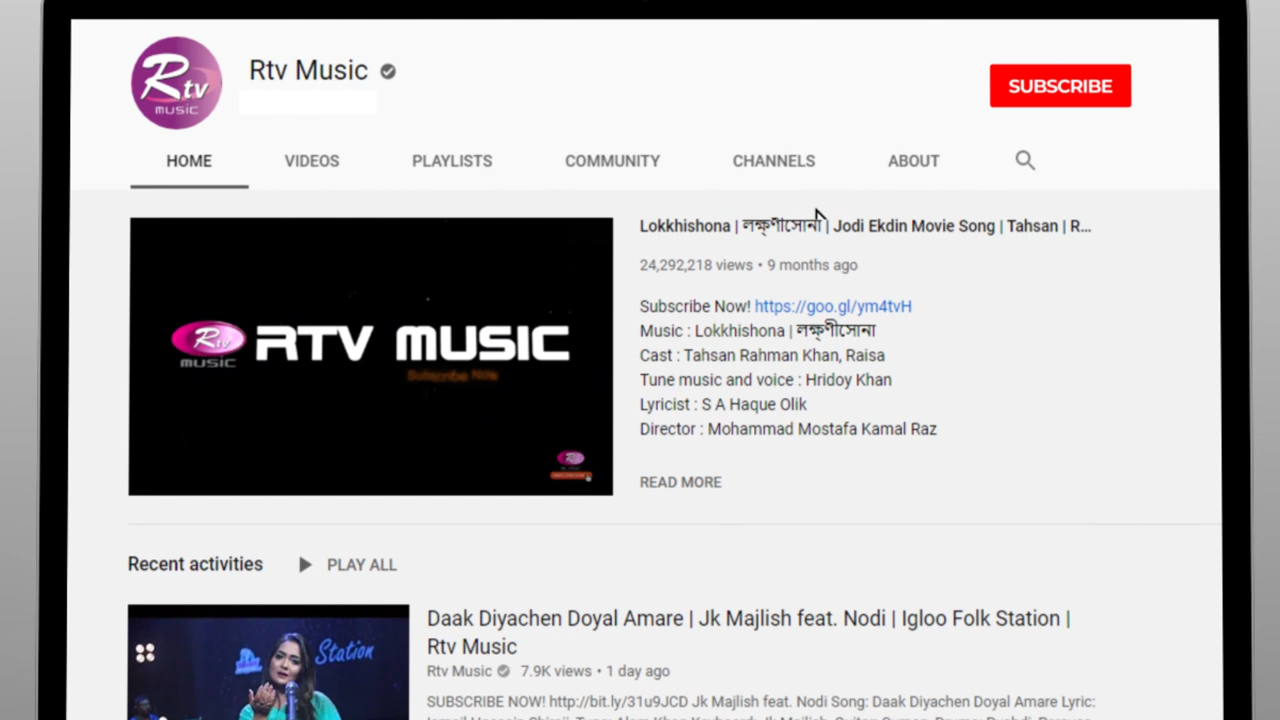 Rtv
MUSIC
Rtv Music
SUBSCRIBE
HOME
VIDEOS
PLAYLISTS
COMMUNITY
CHANNELS
ABOUT
Lokkhishona | লক্ষ্মীসোনা | Jodi Ekdin Movie Song | Tahsan | R...
24,292,218 views • 9 months ago
Subscribe Now! https://goo.gl/ym4tvH
Music : Lokkhishona | লক্ষ্মীসোনা
Cast : Tahsan Rahman Khan, Raisa
Tune music and voice : Hridoy Khan
Lyricist : S A Haque Olik
Director : Mohammad Mostafa Kamal Raz
READ MORE
Rtv
MUSIC
RTV MUSIC
Subscribe Now
Recent activities
PLAY ALL
Station
Daak Diyachen Doyal Amare | Jk Majlish feat. Nodi | Igloo Folk Station |
Rtv Music
Rtv Music 7.9K views • 1 day ago
SUBSCRIBE NOW! http://bit.ly/31u9JCD Jk Majlish feat. Nodi Song: Daak Diyachen Doyal Amare Lyric: